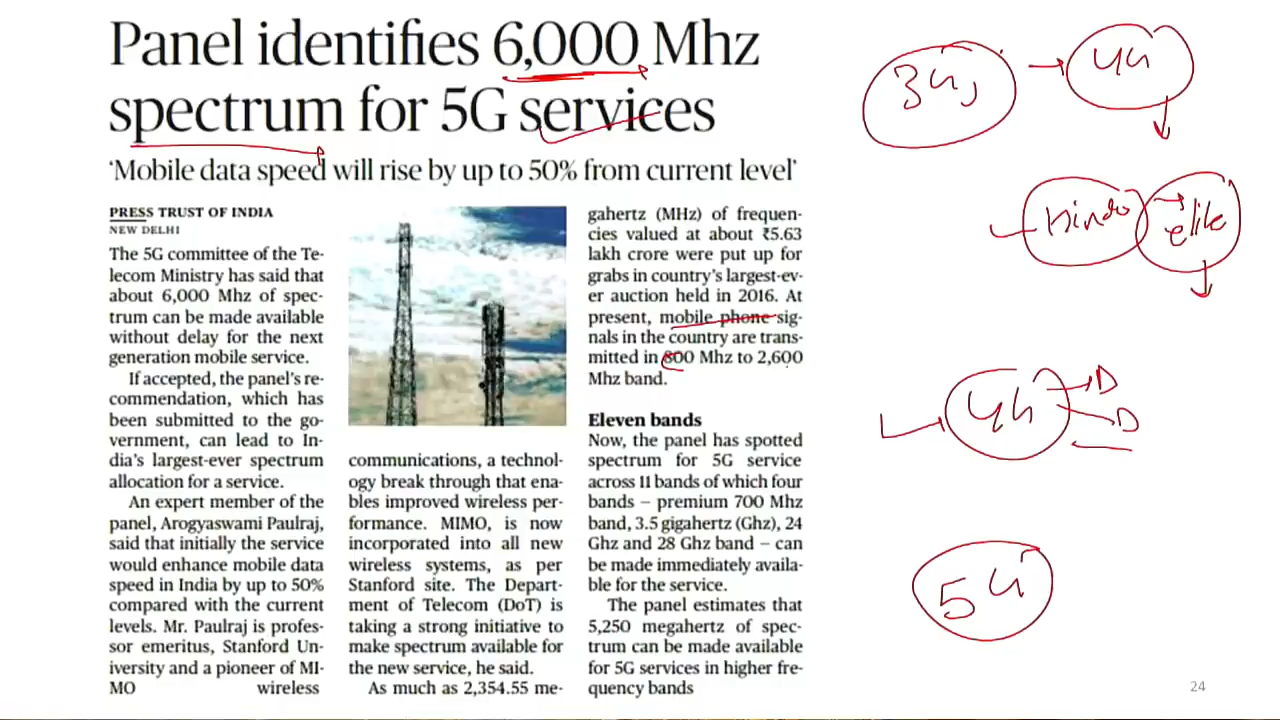 Panel identifies 6,000 Mhz
spectrum for 5G services
‘Mobile data speed will rise by up to 50% from current level’
PRESS TRUST OF INDIA
NEW DELHI
The 5G committee of the Te-
lecom Ministry has said that
about 6,000 Mhz of spec-
trum can be made available
without delay for the next
generation mobile service.
If accepted, the panel’s re-
commendation, which has
been submitted to the go-
vernment, can lead to In-
dia’s largest-ever spectrum
allocation for a service.
An expert member of the
panel, Arogyaswami Paulraj,
said that initially the service
would enhance mobile data
speed in India by up to 50%
compared with the current
levels. Mr. Paulraj is profes-
sor emeritus, Stanford Un-
iversity and a pioneer of MI-
MO wireless
communications, a technol-
ogy break through that ena-
bles improved wireless per-
formance. MIMO, is now
incorporated into all new
wireless systems, as per
Stanford site. The Depart-
ment of Telecom (DoT) is
taking a strong initiative to
make spectrum available for
the new service, he said.
As much as 2,354.55 me-
gahertz (MHz) of frequen-
cies valued at about ₹5.63
lakh crore were put up for
grabs in country’s largest-ev-
er auction held in 2016. At
present, mobile phone sig-
nals in the country are trans-
mitted in 800 Mhz to 2,600
Mhz band.
Eleven bands
Now, the panel has spotted
spectrum for 5G service
across 11 bands of which four
bands – premium 700 Mhz
band, 3.5 gigahertz (Ghz), 24
Ghz and 28 Ghz band – can
be made immediately availa-
ble for the service.
The panel estimates that
5,250 megahertz of spec-
trum can be made available
for 5G services in higher fre-
quency bands
3G, 4G
elite
4G D
D
5G
24